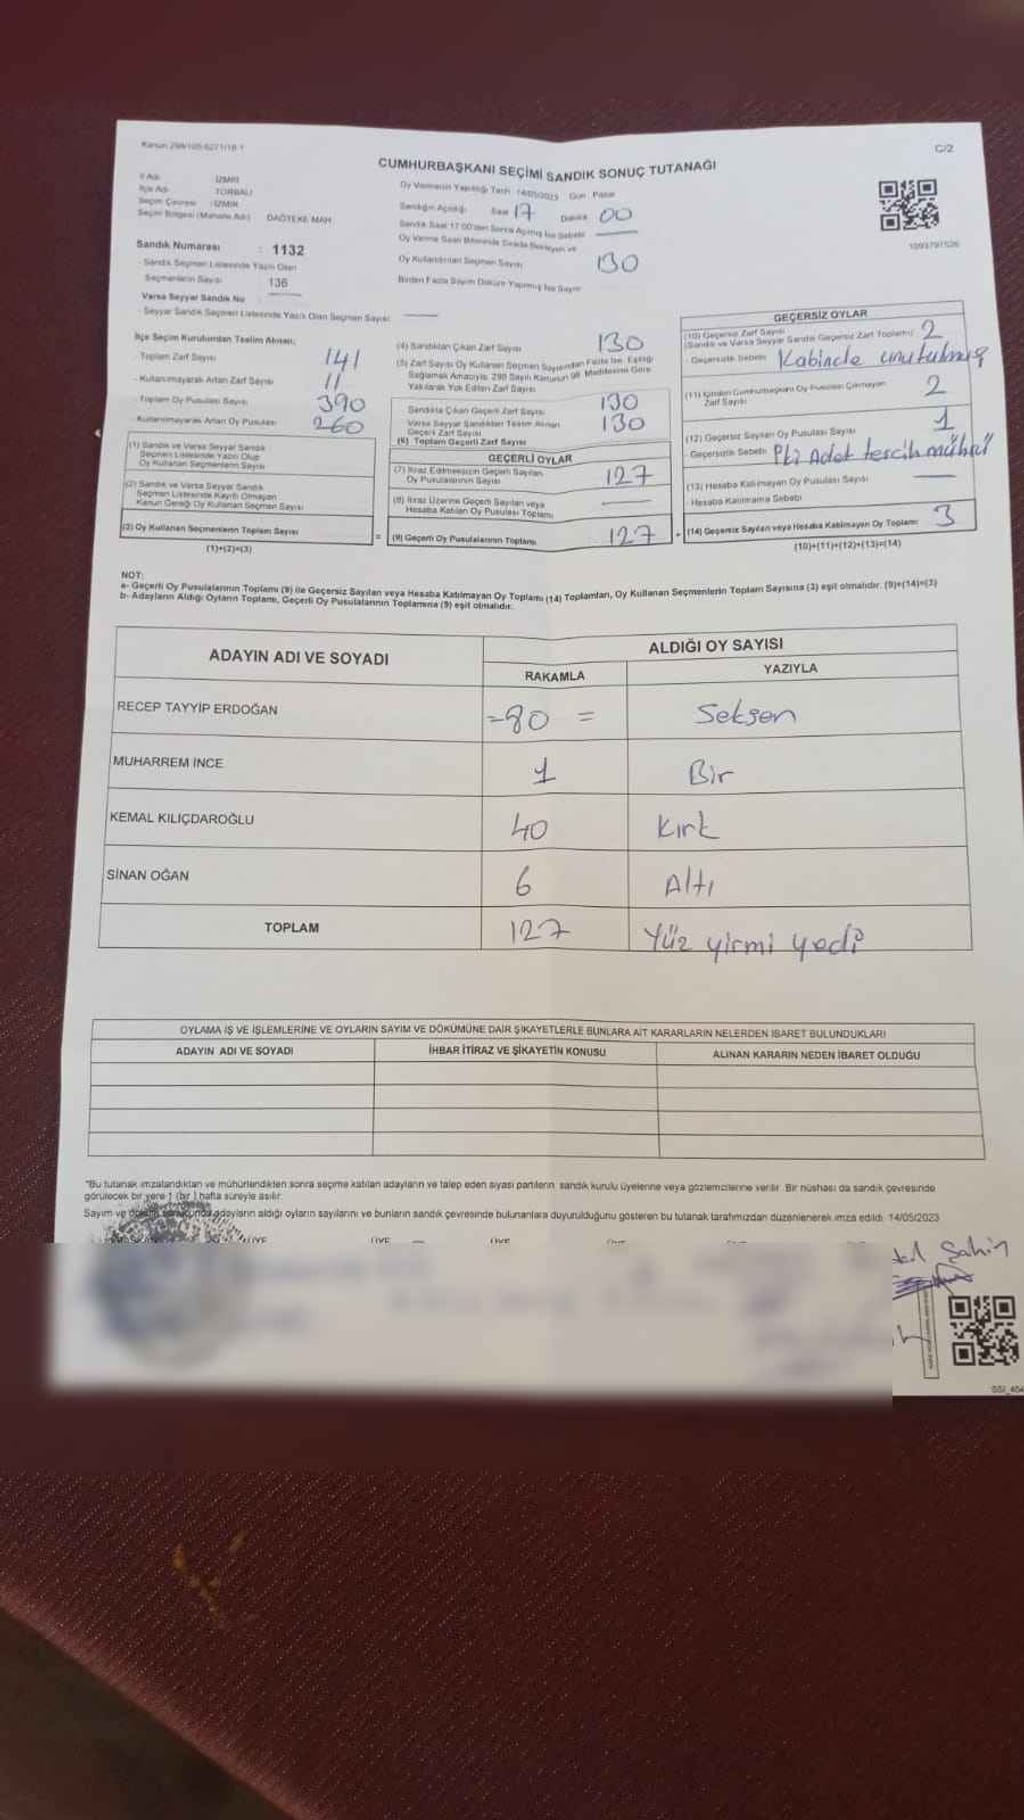 Kanun 298/105-6271/18-1
C/2
CUMHURBAŞKANI SEÇİMİ SANDIK SONUÇ TUTANAĞI
İl Adı : İZMİR
İlçe Adı : TORBALI
Seçim Çevresi : İZMİR
Seçim Bölgesi (Mahalle Adı) : DAĞTEKE MAH
Sandık Numarası : 1132
Sandık Seçmen Listesinde Yazılı Olan
Seçmenlerin Sayısı 136
Varsa Seyyar Sandık No
Seyyar Sandık Seçmen Listesinde Yazılı Olan Seçmen Sayısı:
Oy Vermenin Yapıldığı Tarih 14/05/2023 Gün Pazar
Sandığın Açıldığı Saat 17 Dakika 00
Sandık Saat 17:00'den Sonra Açılmış İse Sebebi
Oy Verme Saati Bitiminde Sırada Bekleyen ve
Oy Kullandırılan Seçmen Sayısı 130
Birden Fazla Sayım Döküm Yapılmış İse Sayısı
1093791526
İlçe Seçim Kurulundan Teslim Alınan:
Toplam Zarf Sayısı 141
Kullanılmayarak Artan Zarf Sayısı 11
Toplam Oy Pusulası Sayısı 390
Kullanılmayarak Artan Oy Pusulası 260
(1) Sandık ve Varsa Seyyar Sandık
Seçmen Listesinde Yazılı Olup
Oy Kullanan Seçmenlerin Sayısı
(2) Sandık ve Varsa Seyyar Sandık
Seçmen Listesinde Kayıtlı Olmayan
Kanun Gereği Oy Kullanan Seçmen Sayısı
(3) Oy Kullanan Seçmenlerin Toplam Sayısı =
(1)+(2)=(3)
(4) Sandıktan Çıkan Zarf Sayısı 130
(5) Zarf Sayısı Oy Kullanan Seçmen Sayısından Fazla İse, Eşitliği
Sağlamak Amacıyla, 298 Sayılı Kanunun 98. Maddesine Göre
Yakılarak Yok Edilen Zarf Sayısı
Sandıkta Çıkan Geçerli Zarf Sayısı 130
Varsa Seyyar Sandıktan Teslim Alınan
Geçerli Zarf Sayısı 130
(6) Toplam Geçerli Zarf Sayısı
GEÇERLİ OYLAR
(7) İtiraz Edilmeksizin Geçerli Sayılan
Oy Pusulasının Sayısı 127
(8) İtiraz Üzerine Geçerli Sayılan veya
Hesaba Katılan Oy Pusulası Toplamı
(9) Geçerli Oy Pusulalarının Toplamı 127 +
GEÇERSİZ OYLAR
(10) Geçersiz Zarf Sayısı
(Sandık ve Varsa Seyyar Sandık Geçersiz Zarf Toplamı) 2
Geçersizlik Sebebi Kabinde unutulmuş
(11) İçinden Cumhurbaşkanı Oy Pusulası Çıkmayan
Zarf Sayısı 2
(12) Geçersiz Sayılan Oy Pusulası Sayısı 1
Geçersizlik Sebebi adet tercih mühür
(13) Hesaba Katılmayan Oy Pusulası Sayısı
Hesaba Katılmama Sebebi
(14) Geçersiz Sayılan veya Hesaba Katılmayan Oy Toplamı 3
(10)+(11)+(12)+(13)=(14)
NOT:
a- Geçerli Oy Pusulalarının Toplamı (9) ile Geçersiz Sayılan veya Hesaba Katılmayan Oy Toplamı (14) Toplamları, Oy Kullanan Seçmenlerin Toplam Sayısına (3) eşit olmalıdır. (9)+(14)=(3)
b- Adayların Aldığı Oyların Toplamı, Geçerli Oy Pusulalarının Toplamına (9) eşit olmalıdır.
ADAYIN ADI VE SOYADI
ALDIĞI OY SAYISI
RAKAMLA YAZIYLA
RECEP TAYYİP ERDOĞAN =80= Seksen
MUHARREM İNCE 1 Bir
KEMAL KILIÇDAROĞLU 40 Kırk
SİNAN OĞAN 6 Altı
TOPLAM 127 Yüz yirmi yedi
OYLAMA İŞ VE İŞLEMLERİNE VE OYLARIN SAYIM VE DÖKÜMÜNE DAİR ŞİKAYETLERLE BUNLARA AİT KARARLARIN NELERDEN İBARET BULUNDUKLARI
ADAYIN ADI VE SOYADI İHBAR İTİRAZ VE ŞİKAYETİN KONUSU ALINAN KARARIN NEDEN İBARET OLDUĞU
"Bu tutanak imzalandıktan ve mühürlendikten sonra seçime katılan adayların ve talep eden siyasi partilerin sandık kurulu üyelerine veya gözlemcilerine verilir. Bir nüshası da sandık çevresinde
görülecek bir yere 1 (bir) hafta süreyle asılır.
Sayım ve döküm sonucunda adayların aldığı oyların sayılarını ve bunların sandık çevresinde bulunanlara duyurulduğunu gösteren bu tutanak tarafımızdan düzenlenerek imza edildi. 14/05/2023
ÜYE ÜYE ÜYE
Şahin